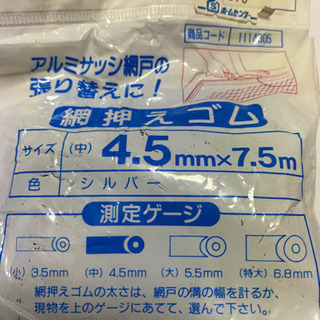 ホームセンター
商品コード 1114305
アルミサッシ網戸の
張り替えに!
網押えゴム
サイズ (中) 4.5mm×7.5m
色 シルバー
測定ゲージ
(小)3.5mm (中)4.5mm (大)5.5mm (特大)6.8mm
網押えゴムの太さは、網戸の溝の幅を計るか、
現物を上のゲージにあてて、選んで下さい。